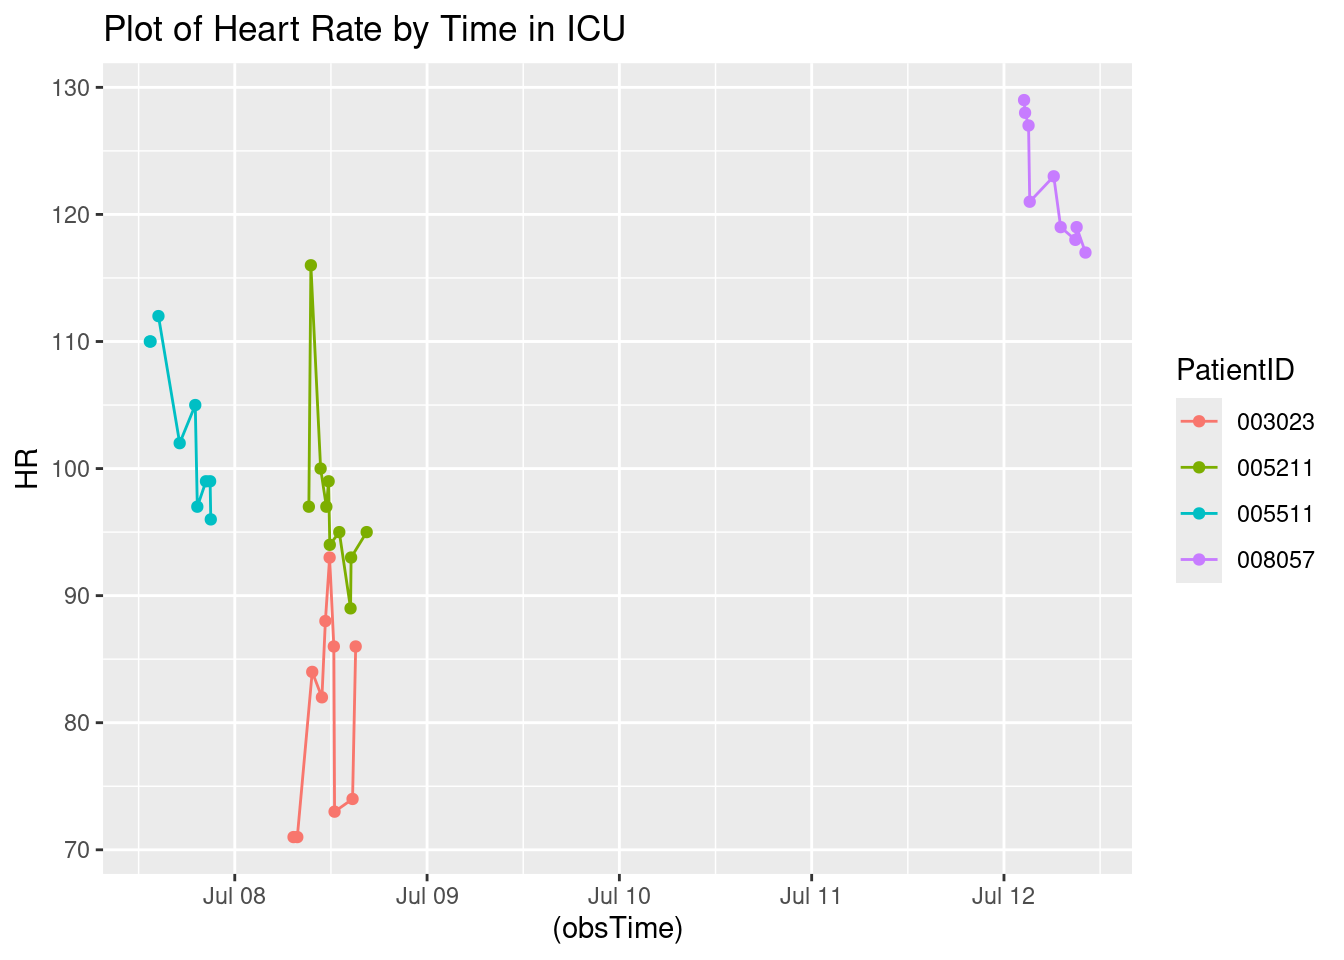 Plot of Heart Rate by Time in ICU
130
120
110
100
90
80
70
HR
Jul 08
Jul 09
Jul 10
Jul 11
Jul 12
(obsTime)
PatientID
003023
005211
005511
008057